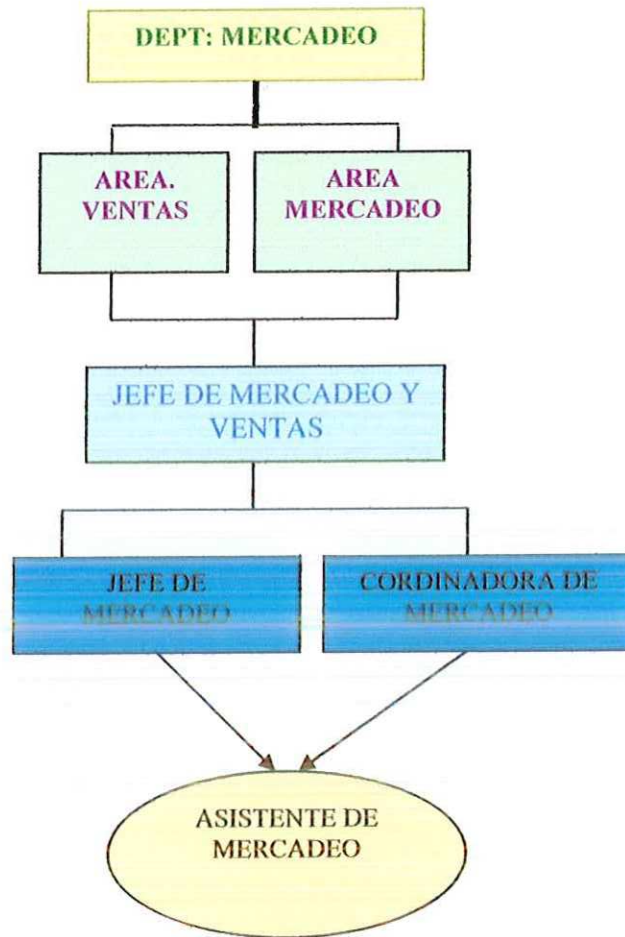 DEPT: MERCADEO
AREA.
VENTAS
AREA
MERCADEO
JEFE DE MERCADEO Y
VENTAS
JEFE DE
MERCADEO
CORDINADORA DE
MERCADEO
ASISTENTE DE
MERCADEO